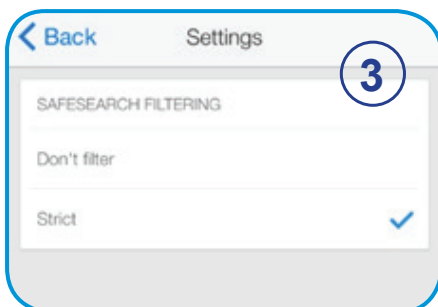 Back Settings
3
SAFESEARCH FILTERING
Don't filter
Strict